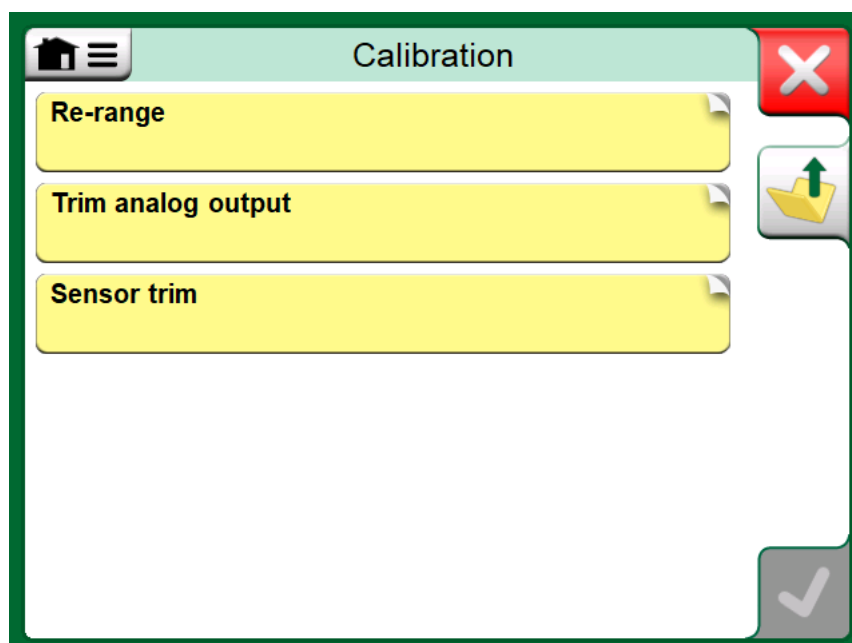 Calibration
Re-range
Trim analog output
Sensor trim